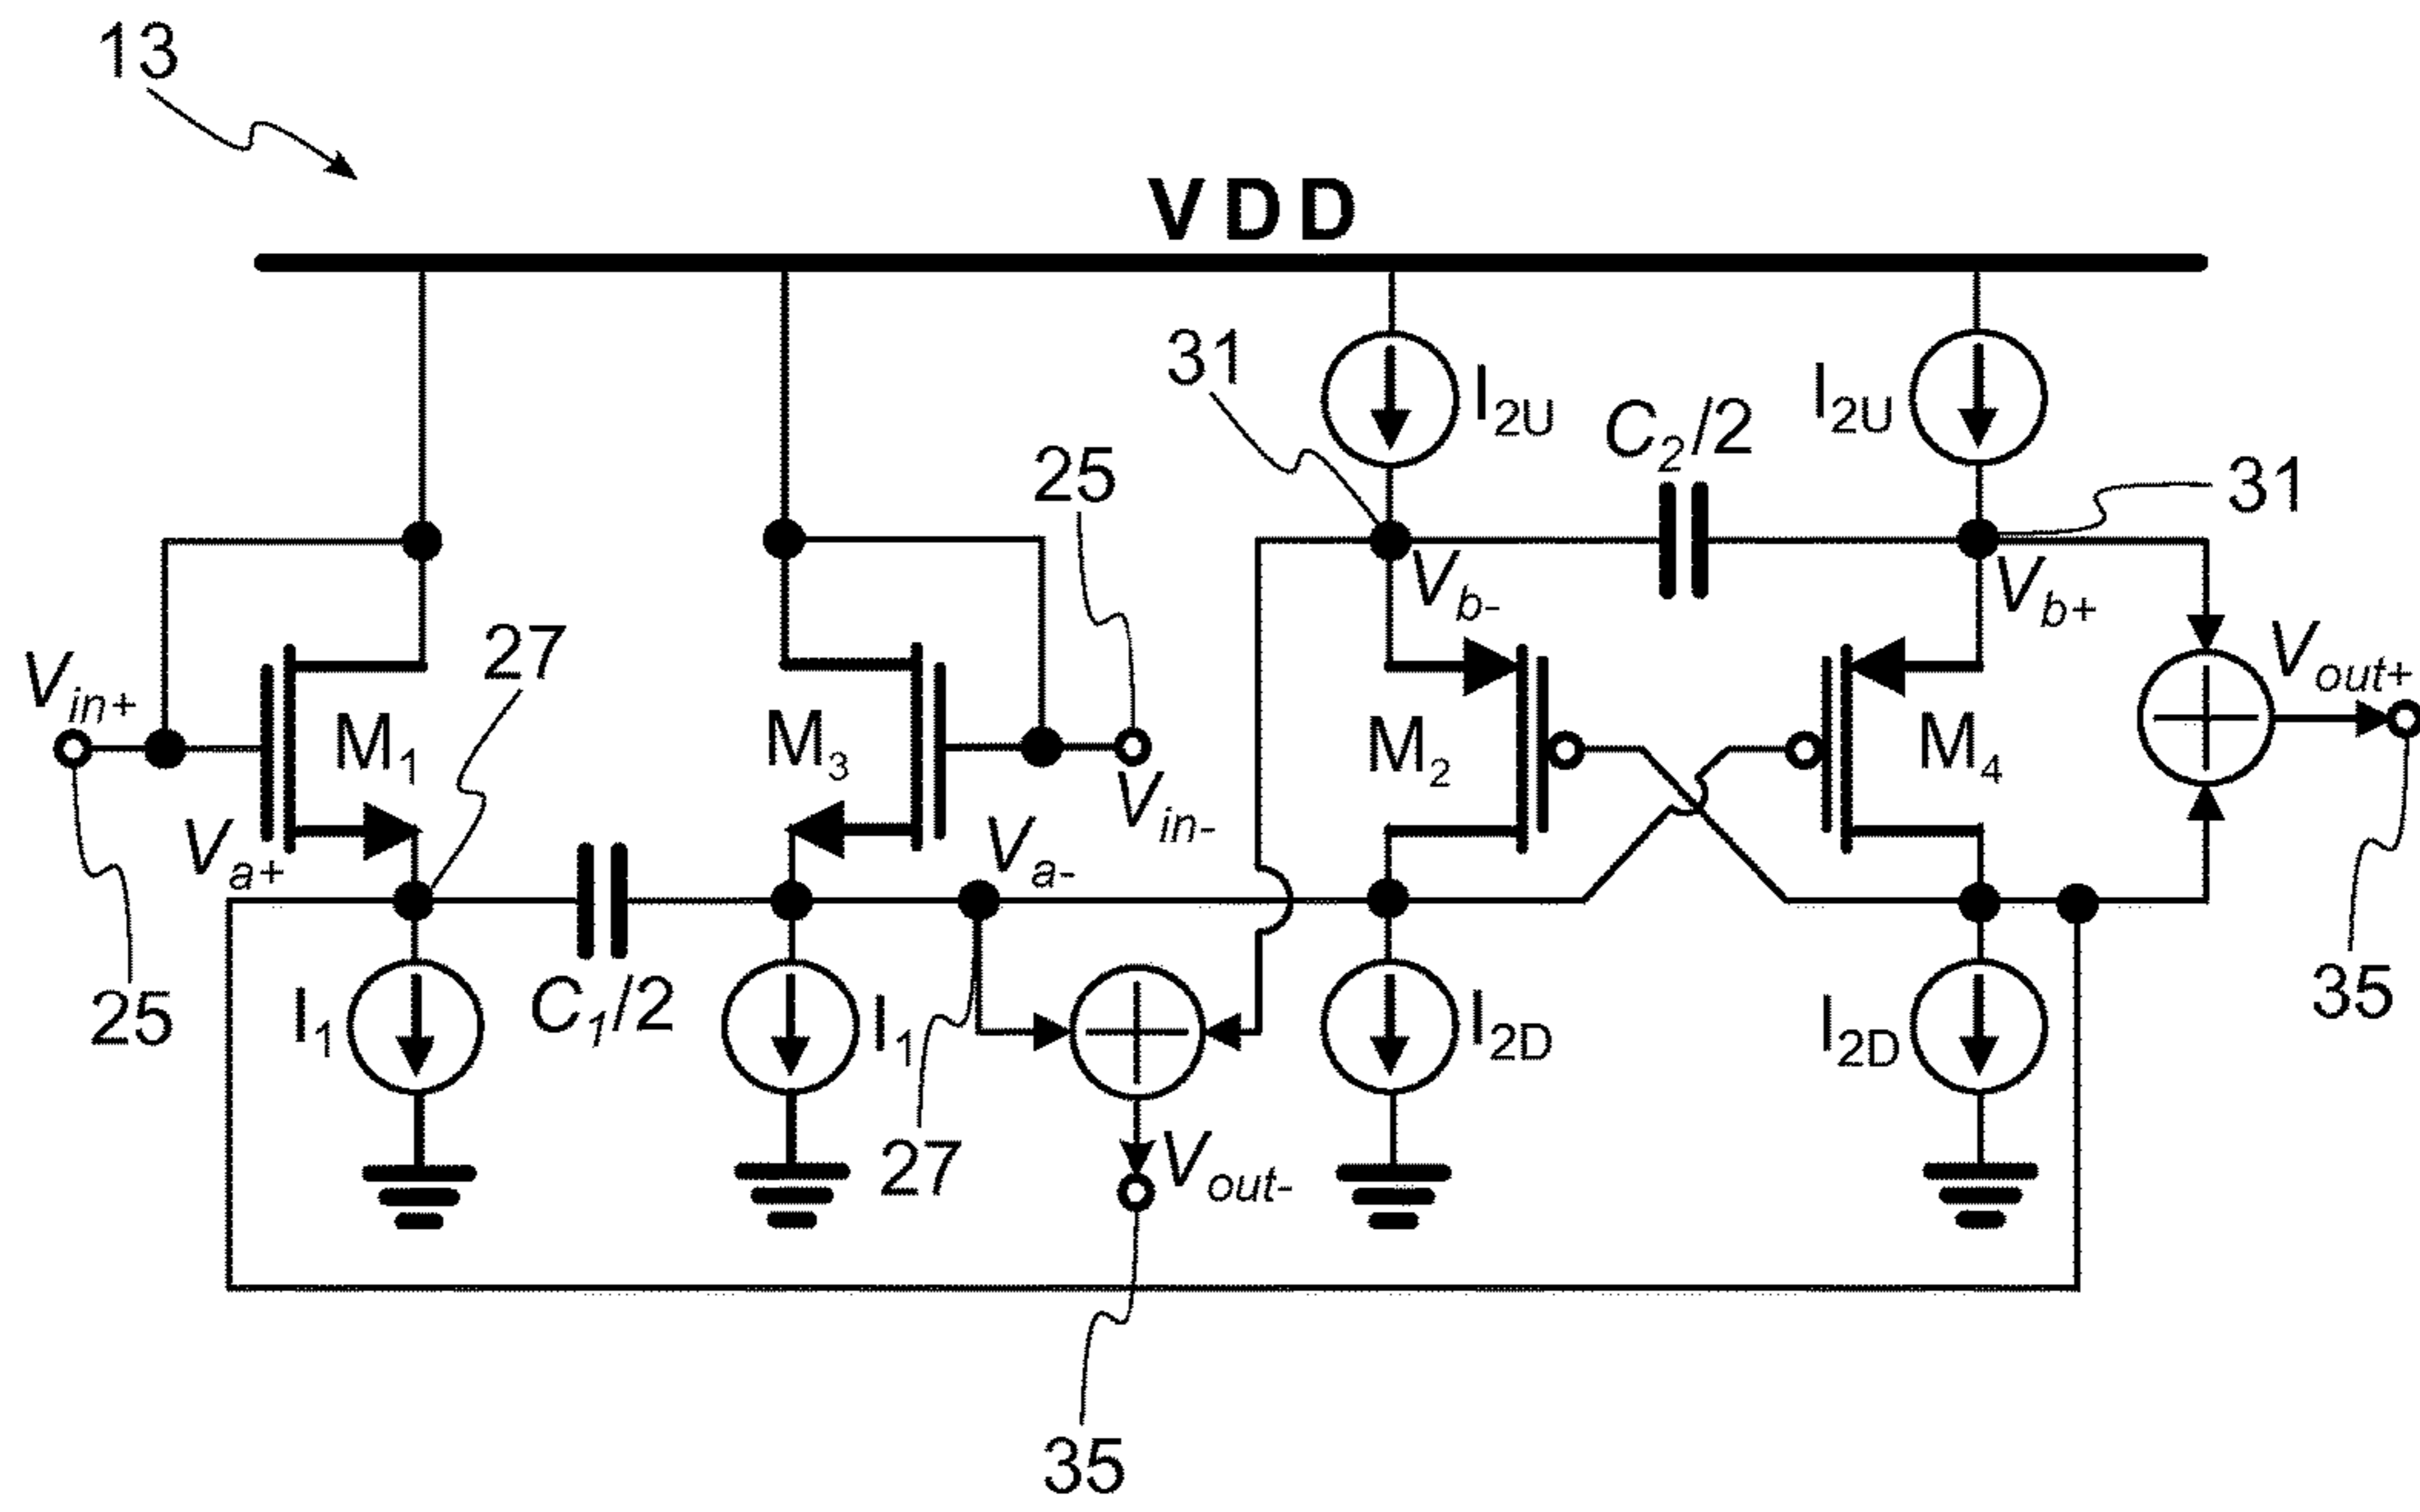 13
VDD
31
I2U
C2/2
I2U
31
25
Vb-
Vb+
27
Vin+
Vout+
M1
M3
M2
M4
Vin-
Va+
Va-
25
I1
C1/2
I1
I2D
I2D
35
27
Vout-
35